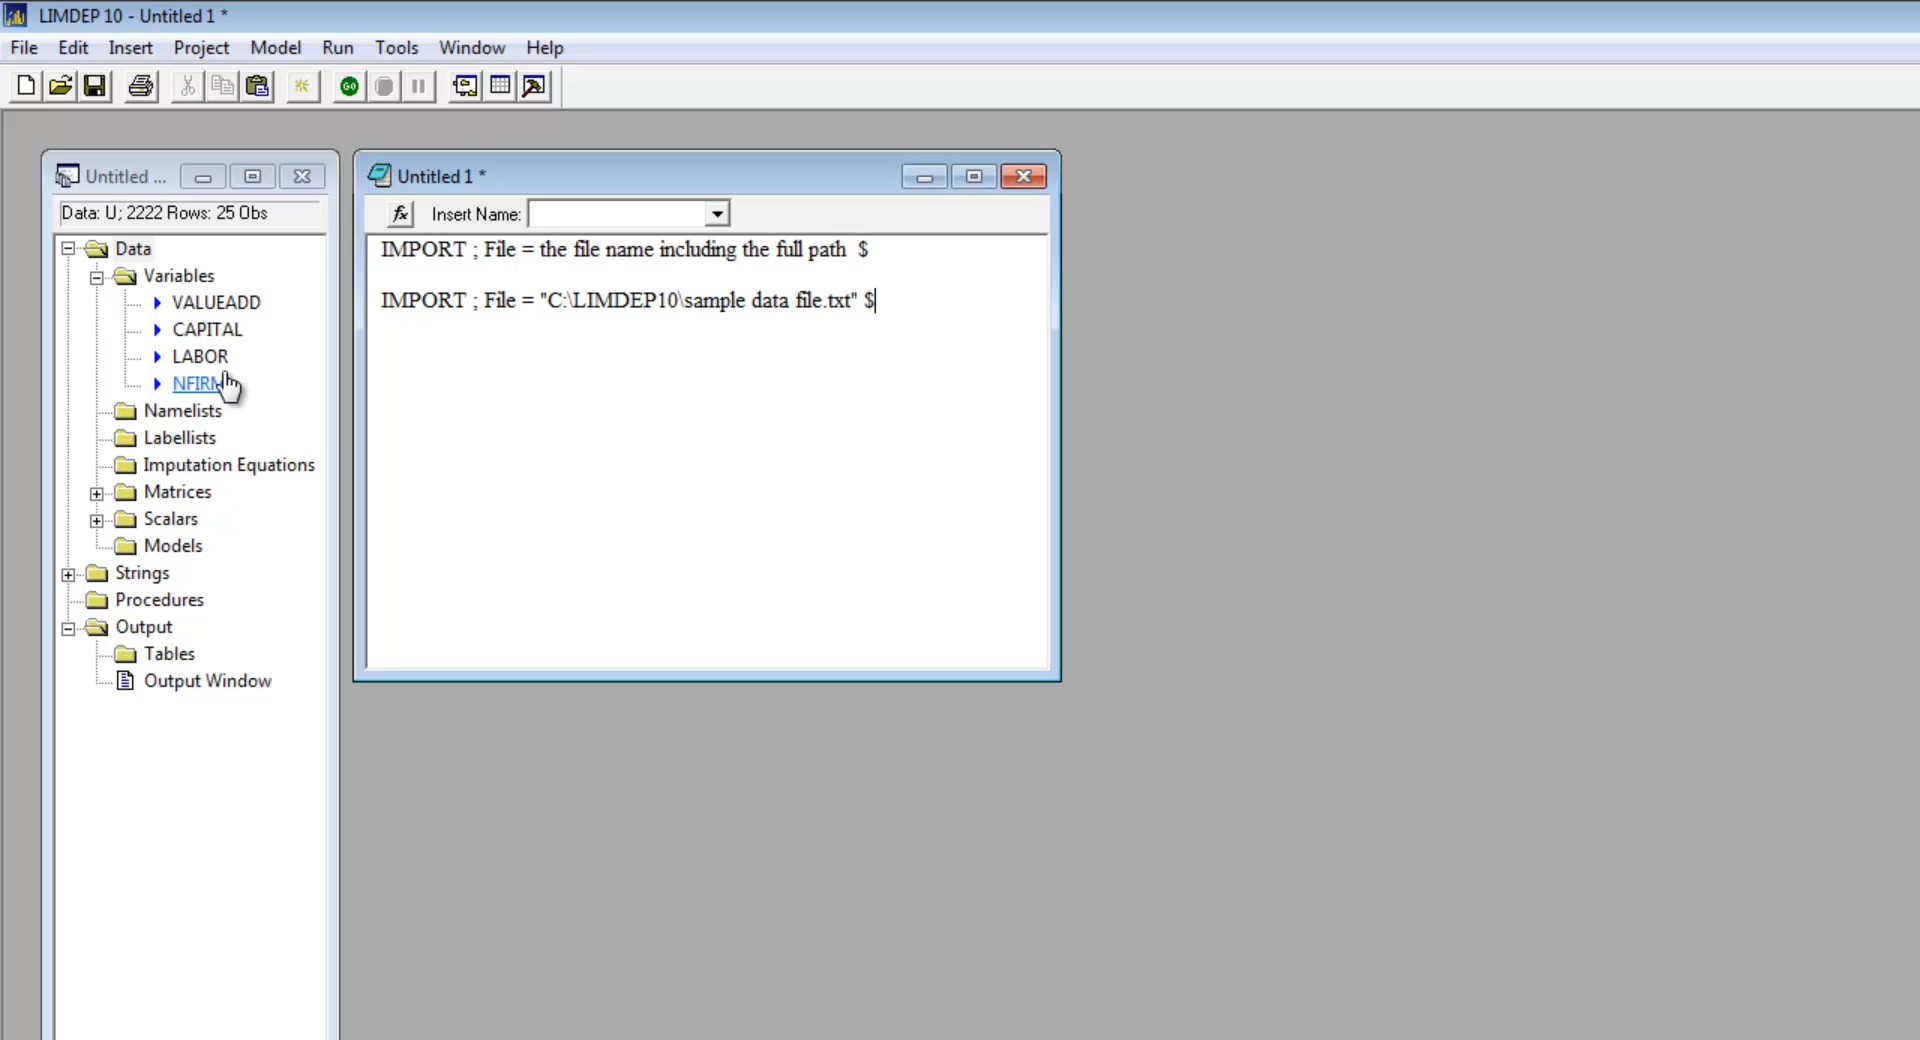 LIMDEP 10 - Untitled 1 *
File Edit Insert Project Model Run Tools Window Help
GO
Untitled ...
Data: U; 2222 Rows: 25 Obs
Data
Variables
VALUEADD
CAPITAL
LABOR
Namelists
Labellists
Imputation Equations
Matrices
Scalars
Models
Strings
Procedures
Output
Tables
Output Window
Untitled 1 *
fx Insert Name:
IMPORT ; File = the file name including the full path $
IMPORT ; File = "C:\LIMDEP10\sample data file.txt" $